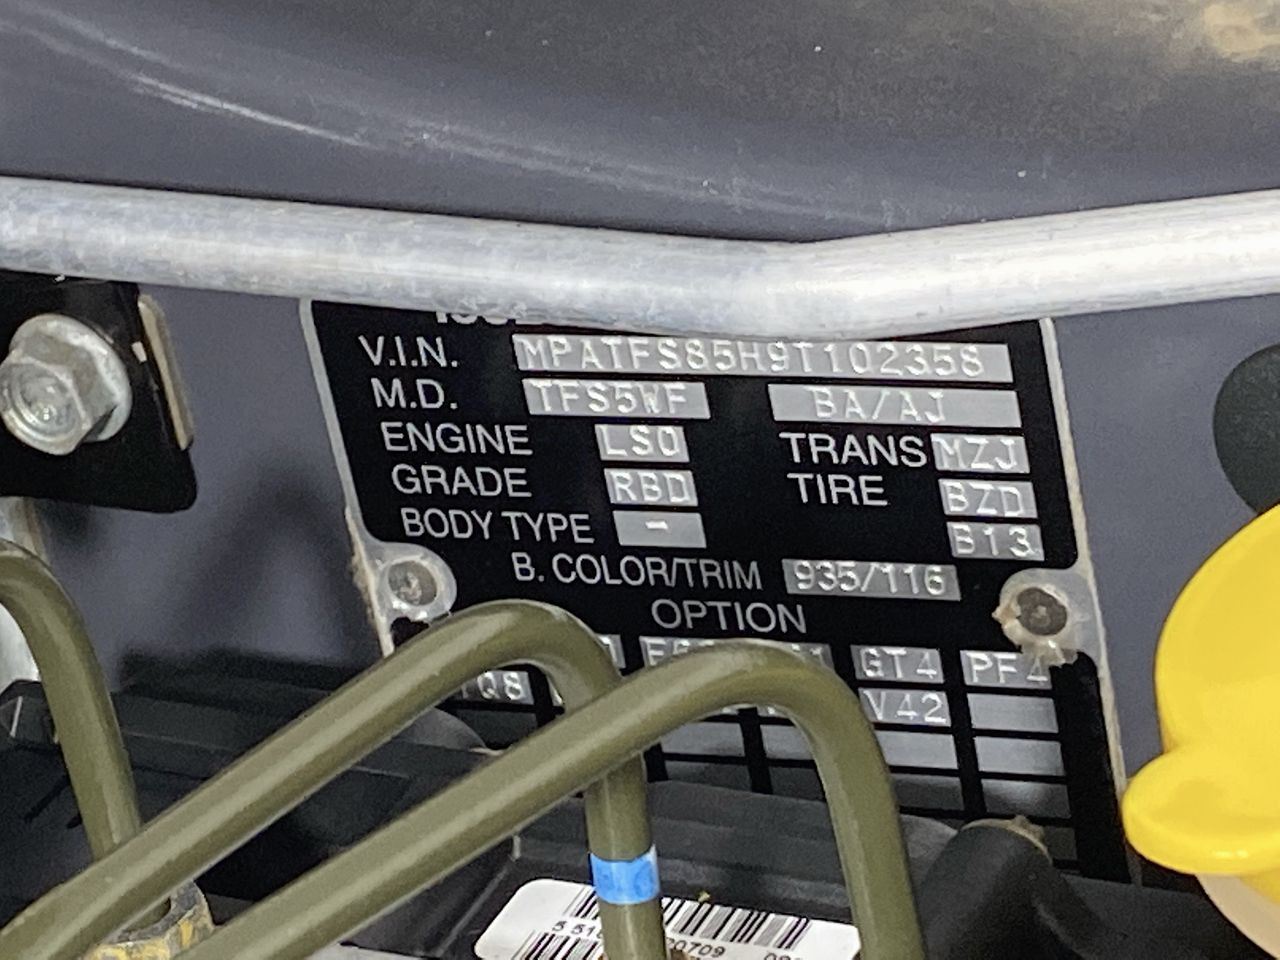 V.I.N. MPATFS85H9T102358
M.D. TFS5WF BA/AJ
ENGINE LS0 TRANS MZJ
GRADE RBD TIRE BZD
BODY TYPE - B13
B. COLOR/TRIM 935/116
OPTION
GT4 PF4
V42